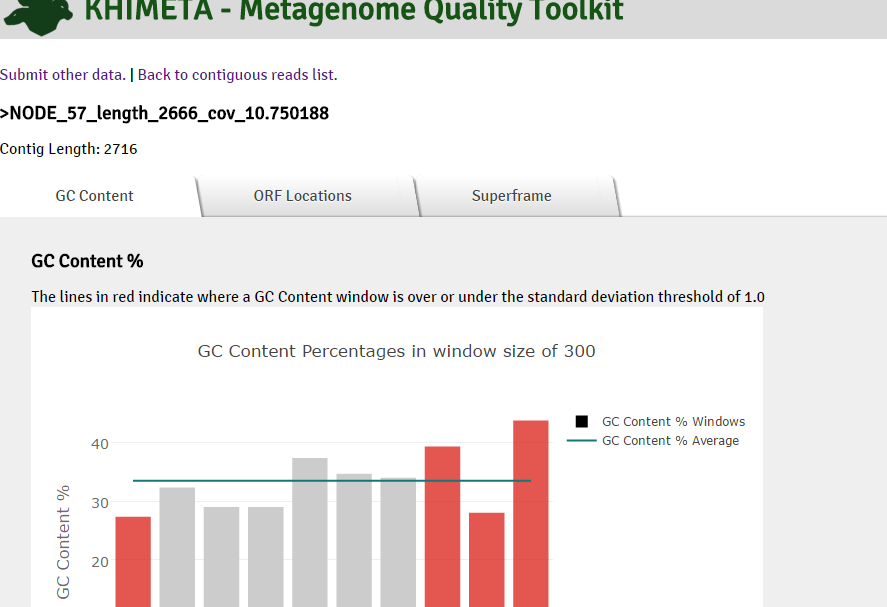 KHIMETA - Metagenome Quality Toolkit
Submit other data. | Back to contiguous reads list.
>NODE_57_length_2666_cov_10.750188
Contig Length: 2716
GC Content ORF Locations Superframe
GC Content %
The lines in red indicate where a GC Content window is over or under the standard deviation threshold of 1.0
GC Content Percentages in window size of 300
GC Content % Windows
GC Content % Average
40
30
20
GC Content %